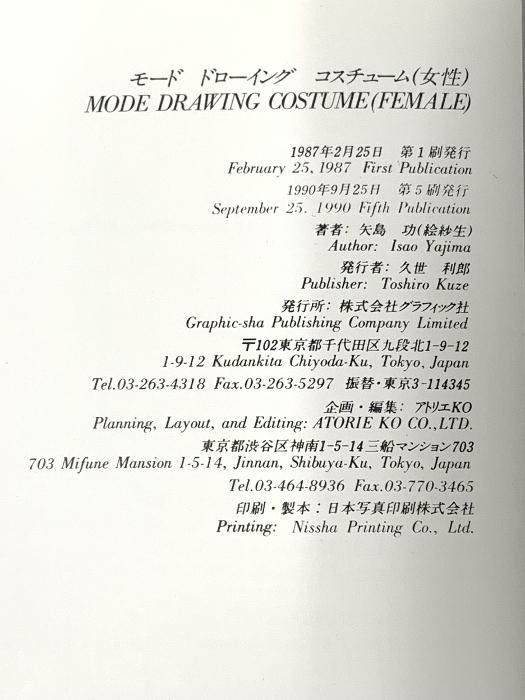 モード　ドローイング　コスチューム(女性)
MODE DRAWING COSTUME(FEMALE)
1987年2月25日　第1刷発行
February 25, 1987 First Publication
1990年9月25日　第5刷発行
September 25. 1990 Fifth Publication
著者: 矢島　功(絵紗生)
Author: Isao Yajima
発行者: 久世　利郎
Publisher: Toshiro Kuze
発行所: 株式会社グラフィック社
Graphic-sha Publishing Company Limited
〒102東京都千代田区九段北1-9-12
1-9-12 Kudankita Chiyoda-Ku, Tokyo, Japan
Tel.03-263-4318 Fax.03-263-5297 振替・東京3-114345
企画・編集: アトリエKO
Planning, Layout, and Editing: ATORIE KO CO.,LTD.
東京都渋谷区神南1-5-14三船マンション703
703 Mifune Mansion 1-5-14, Jinnan, Shibuya-Ku, Tokyo, Japan
Tel.03-464-8936 Fax.03-770-3465
印刷・製本: 日本写真印刷株式会社
Printing: Nissha Printing Co., Ltd.